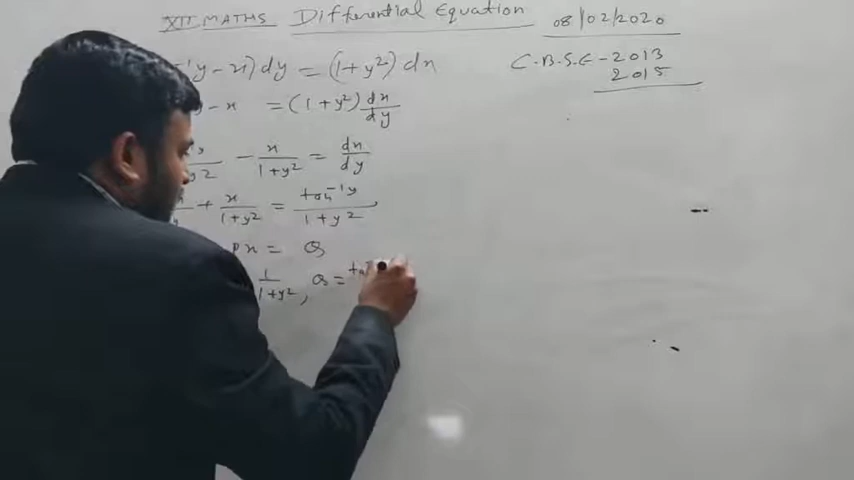 XII MATHS Differential Equation 08/02/2020
C.B.S.E - 2013
2015
y - x) dy = (1 + y²) dx
y - x = (1 + y²) dx/dy
- x/(1+y²) = dx/dy
+ x/(1+y²) = tan⁻¹y/(1+y²)
Px = Q
1/(1+y²), Q =